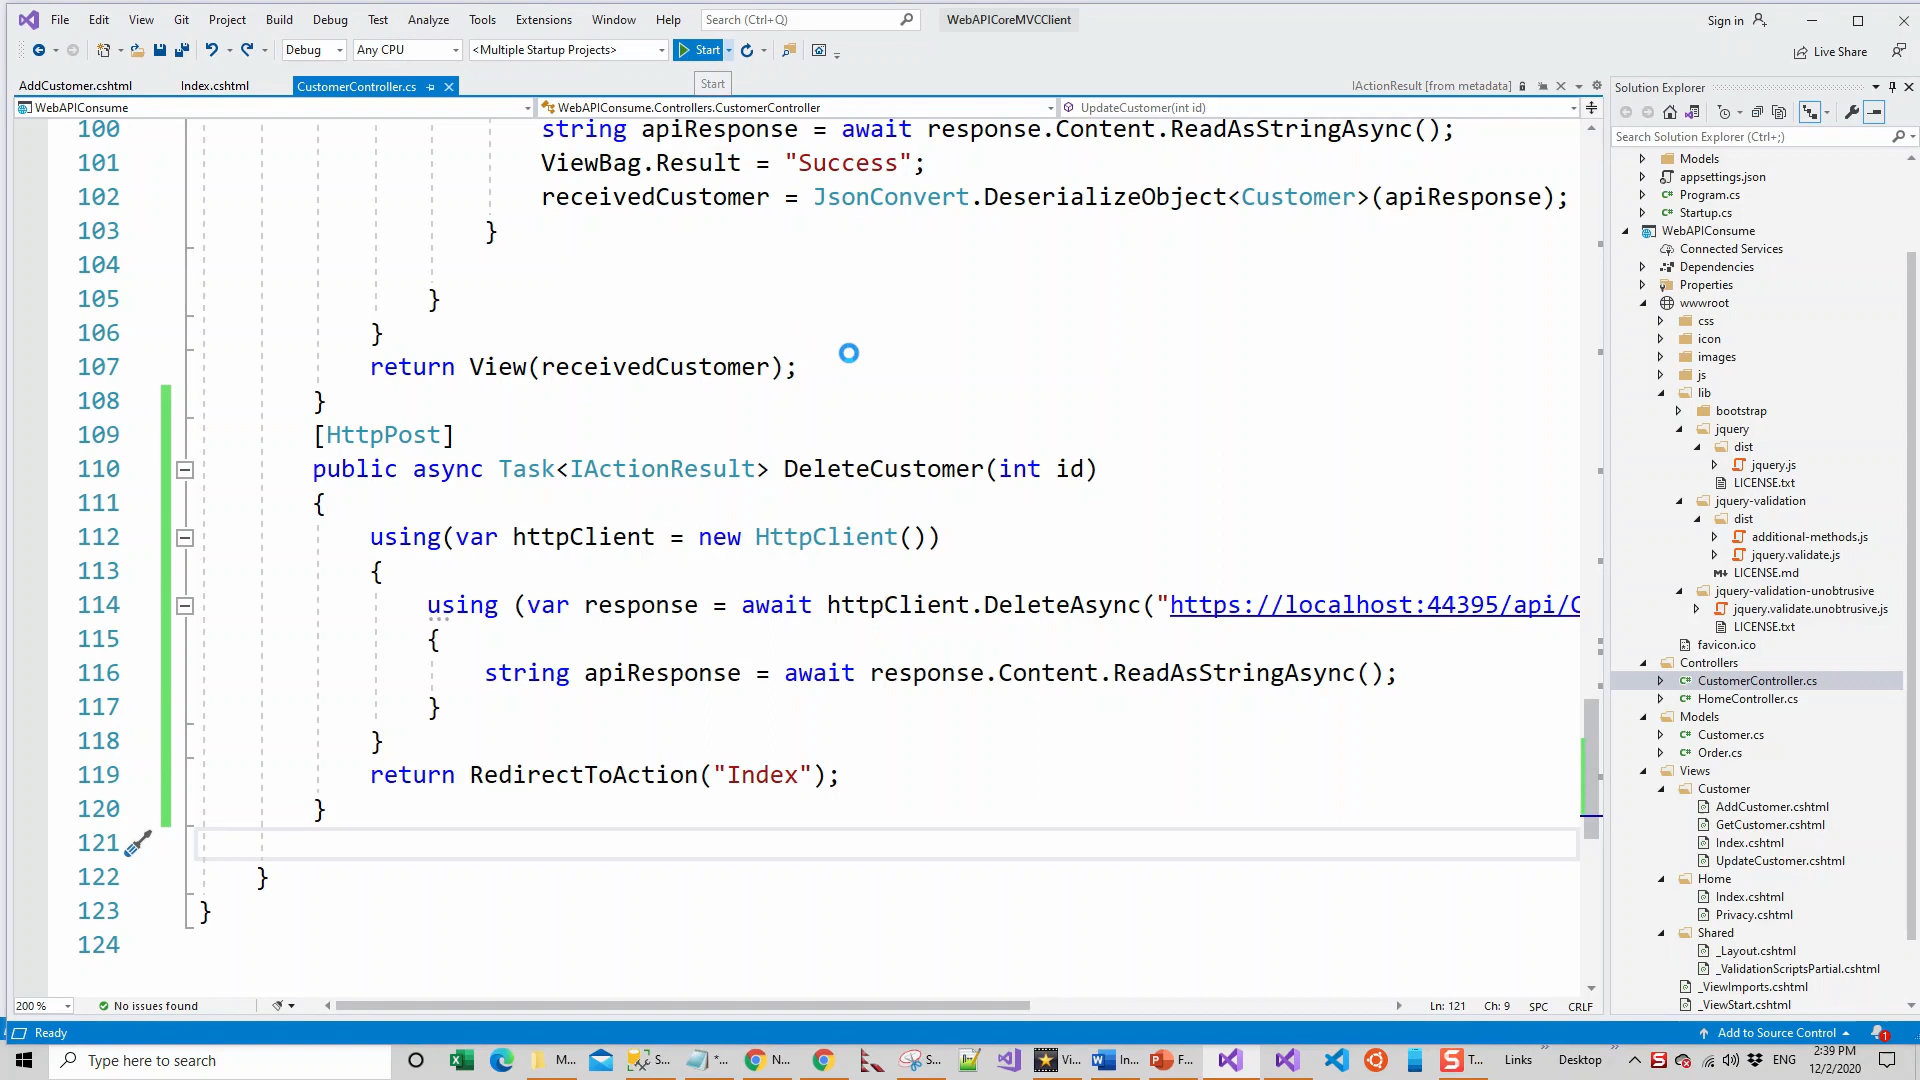 File Edit View Git Project Build Debug Test Analyze Tools Extensions Window Help Search (Ctrl+Q) WebAPICoreMVCClient Sign in
Debug Any CPU <Multiple Startup Projects> Start Live Share
AddCustomer.cshtml Index.cshtml CustomerController.cs Start IActionResult [from metadata]
WebAPIConsume WebAPIConsume.Controllers.CustomerController UpdateCustomer(int id)
100 string apiResponse = await response.Content.ReadAsStringAsync();
101 ViewBag.Result = "Success";
102 receivedCustomer = JsonConvert.DeserializeObject<Customer>(apiResponse);
103 }
104
105 }
106 }
107 return View(receivedCustomer);
108 }
109 [HttpPost]
110 public async Task<IActionResult> DeleteCustomer(int id)
111 {
112 using(var httpClient = new HttpClient())
113 {
114 using (var response = await httpClient.DeleteAsync("https://localhost:44395/api/C
115 {
116 string apiResponse = await response.Content.ReadAsStringAsync();
117 }
118 }
119 return RedirectToAction("Index");
120 }
121
122 }
123 }
124
200 % No issues found Ln: 121 Ch: 9 SPC CRLF
Solution Explorer
Search Solution Explorer (Ctrl+;)
Models
appsettings.json
C# Program.cs
C# Startup.cs
WebAPIConsume
Connected Services
Dependencies
Properties
wwwroot
css
icon
images
js
lib
bootstrap
jquery
dist
jquery.js
LICENSE.txt
jquery-validation
dist
additional-methods.js
jquery.validate.js
LICENSE.md
jquery-validation-unobtrusive
jquery.validate.unobtrusive.js
LICENSE.txt
favicon.ico
Controllers
C# CustomerController.cs
C# HomeController.cs
Models
C# Customer.cs
C# Order.cs
Views
Customer
AddCustomer.cshtml
GetCustomer.cshtml
Index.cshtml
UpdateCustomer.cshtml
Home
Index.cshtml
Privacy.cshtml
Shared
_Layout.cshtml
_ValidationScriptsPartial.cshtml
_ViewImports.cshtml
_ViewStart.cshtml
Ready Add to Source Control 1
Type here to search M... S... *... N... S... Vi... In... F... T... Links Desktop ENG 2:39 PM
12/2/2020